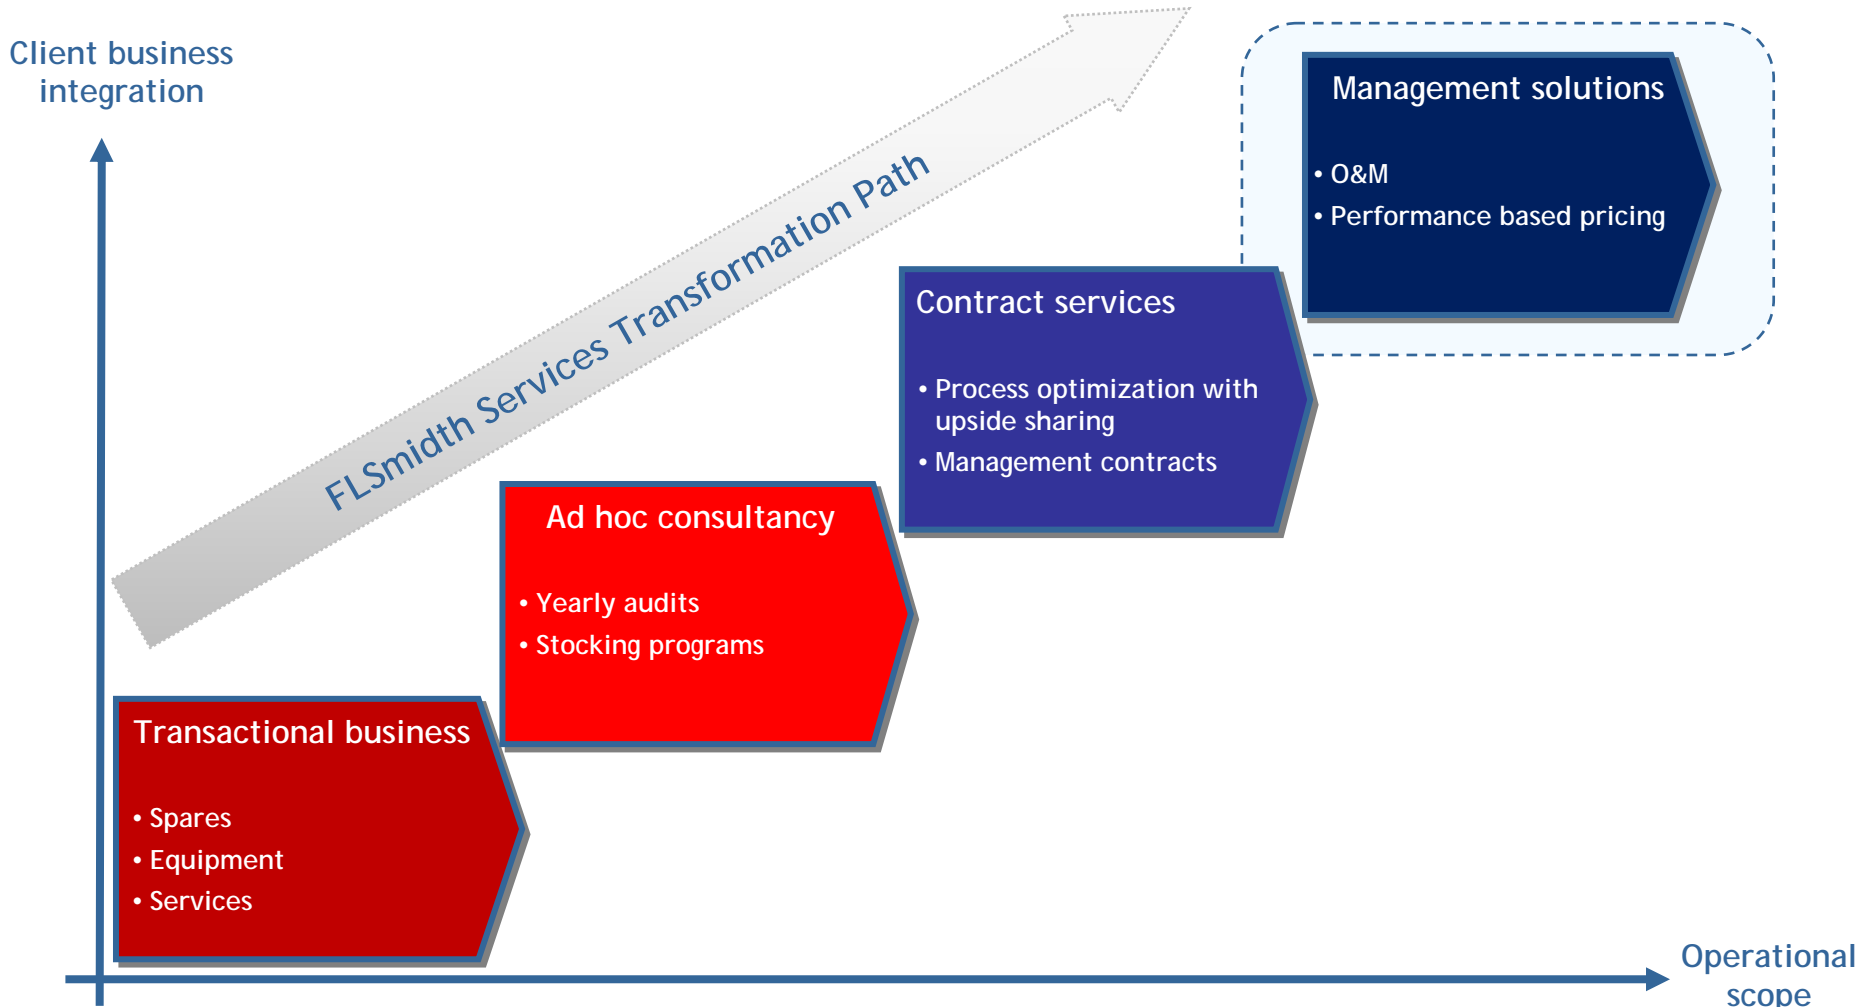 Client business
integration
FLSmidth Services Transformation Path
Management solutions
• O&M
• Performance based pricing
Contract services
• Process optimization with
upside sharing
• Management contracts
Ad hoc consultancy
• Yearly audits
• Stocking programs
Transactional business
• Spares
• Equipment
• Services
Operational
scope